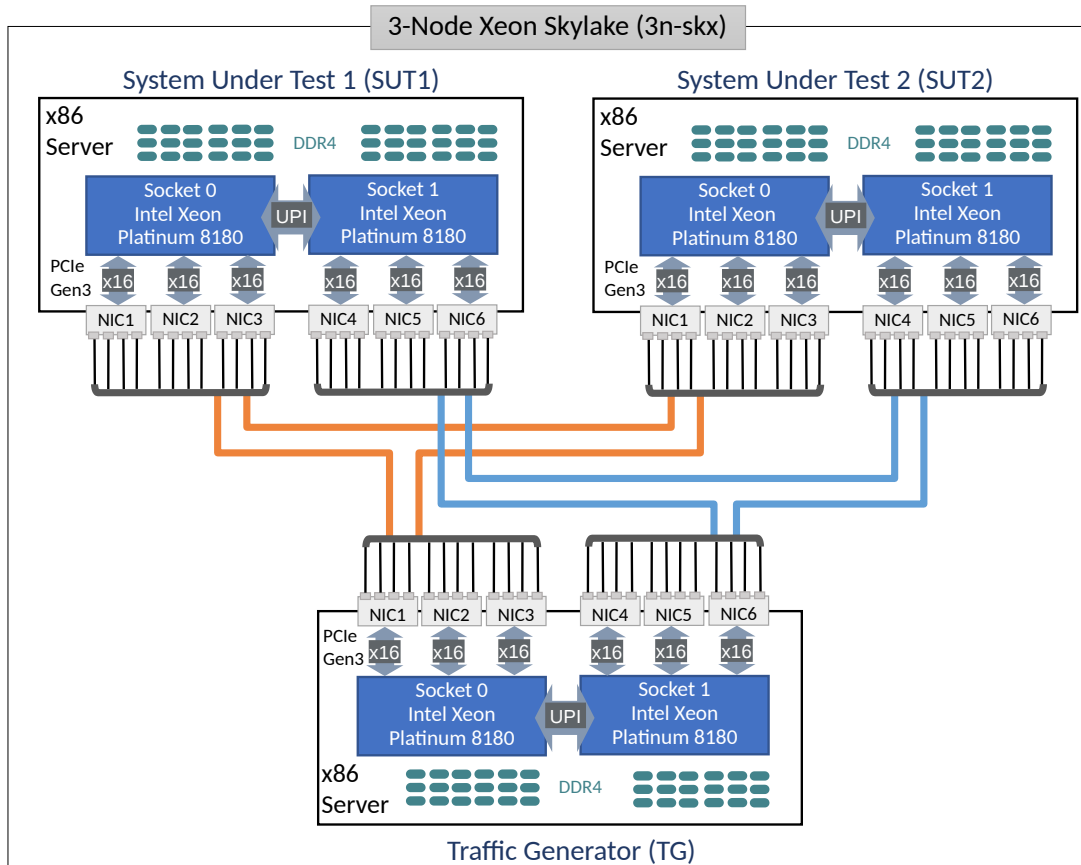 3-Node Xeon Skylake (3n-skx)
System Under Test 1 (SUT1)
x86
Server
DDR4
Socket 0
Intel Xeon
Platinum 8180
UPI
Socket 1
Intel Xeon
Platinum 8180
PCIe
Gen3
x16
x16
x16
x16
x16
x16
NIC1
NIC2
NIC3
NIC4
NIC5
NIC6
System Under Test 2 (SUT2)
x86
Server
DDR4
Socket 0
Intel Xeon
Platinum 8180
UPI
Socket 1
Intel Xeon
Platinum 8180
PCIe
Gen3
x16
x16
x16
x16
x16
x16
NIC1
NIC2
NIC3
NIC4
NIC5
NIC6
NIC1
NIC2
NIC3
NIC4
NIC5
NIC6
PCIe
Gen3
x16
x16
x16
x16
x16
x16
Socket 0
Intel Xeon
Platinum 8180
UPI
Socket 1
Intel Xeon
Platinum 8180
x86
Server
DDR4
Traffic Generator (TG)